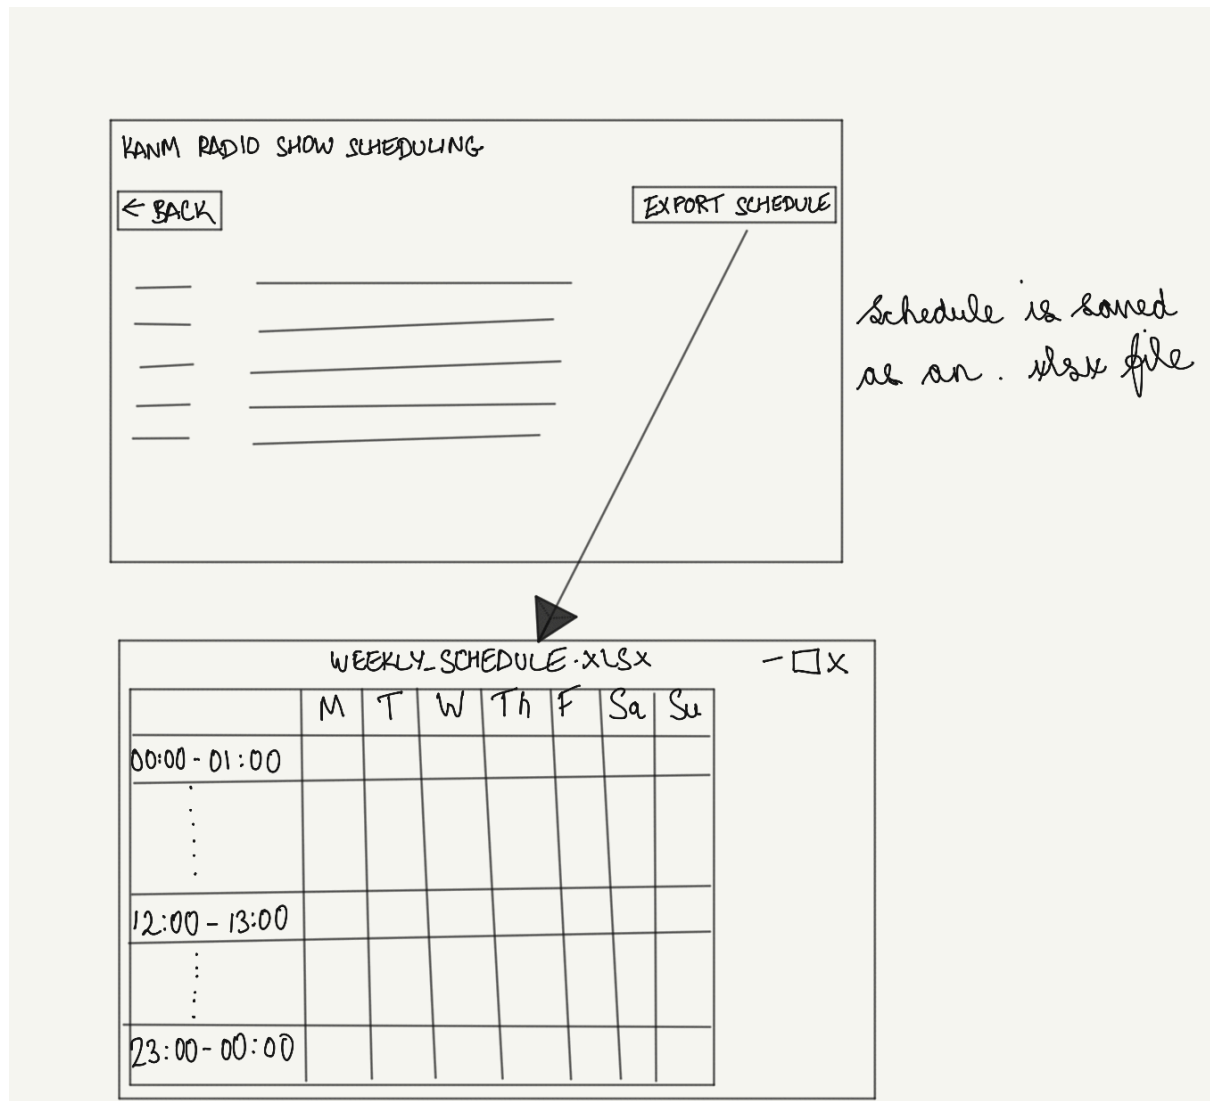 KANM RADIO SHOW SCHEDULING
← BACK
EXPORT SCHEDULE
schedule is saved
as an .xlsx file
WEEKLY_SCHEDULE.XLSX
M T W Th F Sa Su
00:00 - 01:00
12:00 - 13:00
23:00 - 00:00